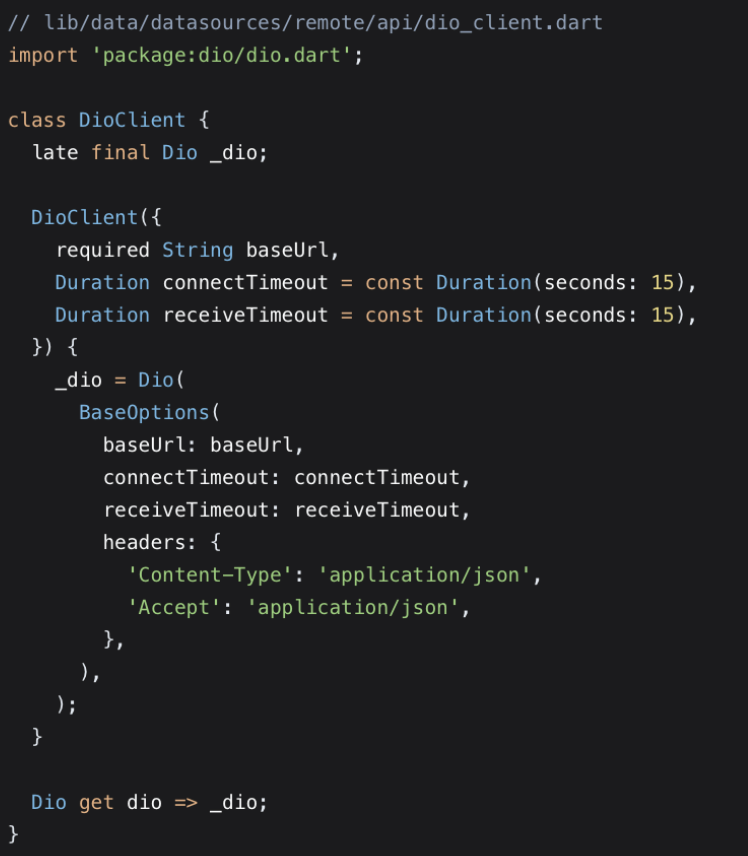 // lib/data/datasources/remote/api/dio_client.dart
import 'package:dio/dio.dart';

class DioClient {
  late final Dio _dio;

  DioClient({
    required String baseUrl,
    Duration connectTimeout = const Duration(seconds: 15),
    Duration receiveTimeout = const Duration(seconds: 15),
  }) {
    _dio = Dio(
      BaseOptions(
        baseUrl: baseUrl,
        connectTimeout: connectTimeout,
        receiveTimeout: receiveTimeout,
        headers: {
          'Content-Type': 'application/json',
          'Accept': 'application/json',
        },
      ),
    );
  }

  Dio get dio => _dio;
}